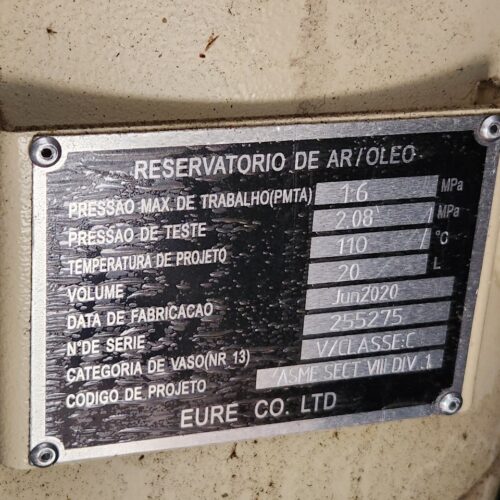 RESERVATORIO DE AR/OLEO
PRESSAO MAX DE TRABALHO(PMTA) 1.6 MPa
PRESSAO DE TESTE 2.08 MPa
TEMPERATURA DE PROJETO 110 °C
VOLUME 20 L
DATA DE FABRICACAO Jun2020
N°DE SERIE 255275
CATEGORIA DE VASO(NR 13) V/CLASSE:C
CÓDIGO DE PROJETO ASME SECT VIII DIV.1
EURE CO. LTD